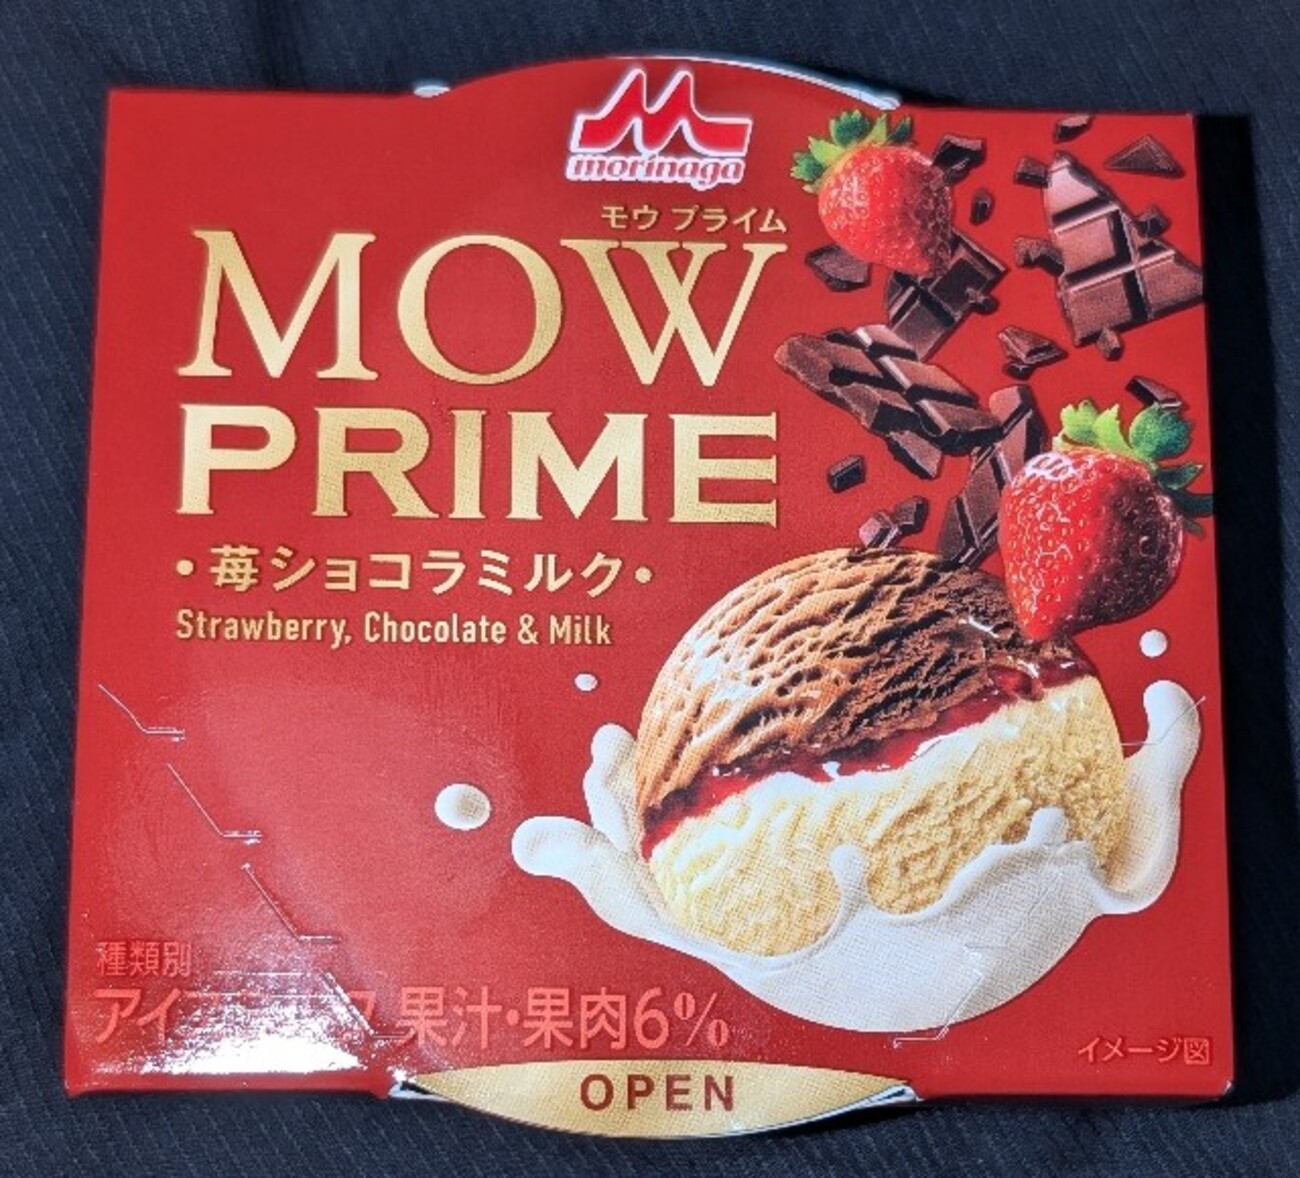 morinaga
モウ プライム
MOW
PRIME
・苺ショコラミルク・
Strawberry, Chocolate & Milk
種類別
果汁・果肉6%
イメージ図
OPEN